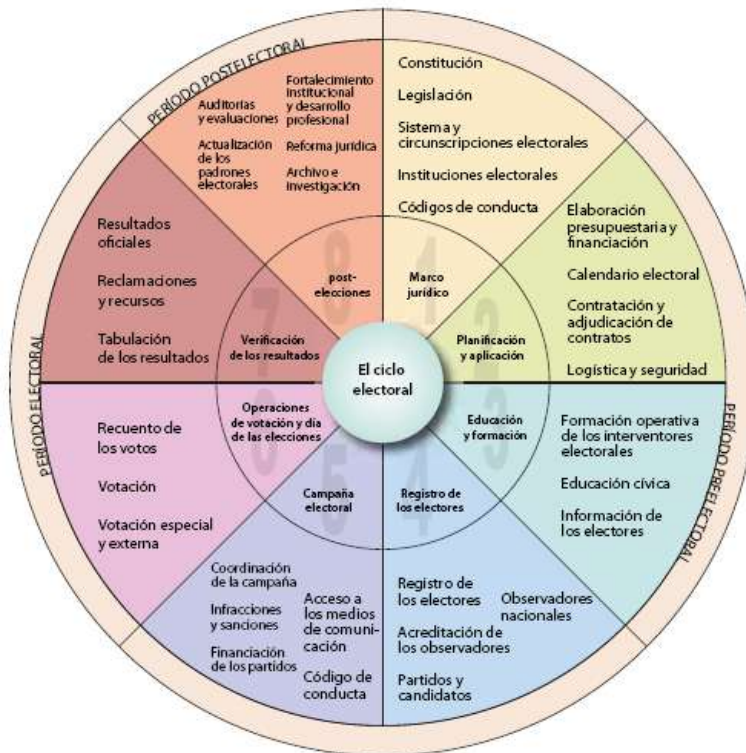 PERÍODO POSTELECTORAL
PERÍODO ELECTORAL
PERÍODO PREELECTORAL
El ciclo
electoral
1
Marco
jurídico
Constitución
Legislación
Sistema y
circunscripciones electorales
Instituciones electorales
Códigos de conducta
2
Planificación
y aplicación
Elaboración
presupuestaria y
financiación
Calendario electoral
Contratación y
adjudicación de
contratos
Logística y seguridad
3
Educación
y formación
Formación operativa
de los interventores
electorales
Educación cívica
Información de
los electores
4
Registro de
los electores
Registro de
los electores
Acreditación de
los observadores
Partidos y
candidatos
Observadores
nacionales
5
Campaña
electoral
Coordinación
de la campaña
Infracciones
y sanciones
Financiación
de los partidos
Acceso a
los medios
de comuni-
cación
Código de
conducta
6
Operaciones
de votación y día
de las elecciones
Recuento de
los votos
Votación
Votación especial
y externa
7
Verificación
de los resultados
Resultados
oficiales
Reclamaciones
y recursos
Tabulación
de los resultados
8
post-
elecciones
Auditorías
y evaluaciones
Actualización
de los
padrones
electorales
Fortalecimiento
institucional
y desarrollo
profesional
Reforma jurídica
Archivo e
investigación